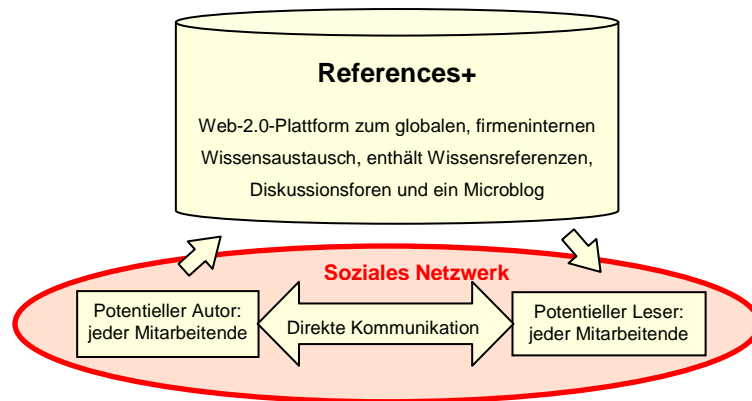 References+
Web-2.0-Plattform zum globalen, firmeninternen
Wissensaustausch, enthält Wissensreferenzen,
Diskussionsforen und ein Microblog
Soziales Netzwerk
Potentieller Autor:
jeder Mitarbeitende
Direkte Kommunikation
Potentieller Leser:
jeder Mitarbeitende